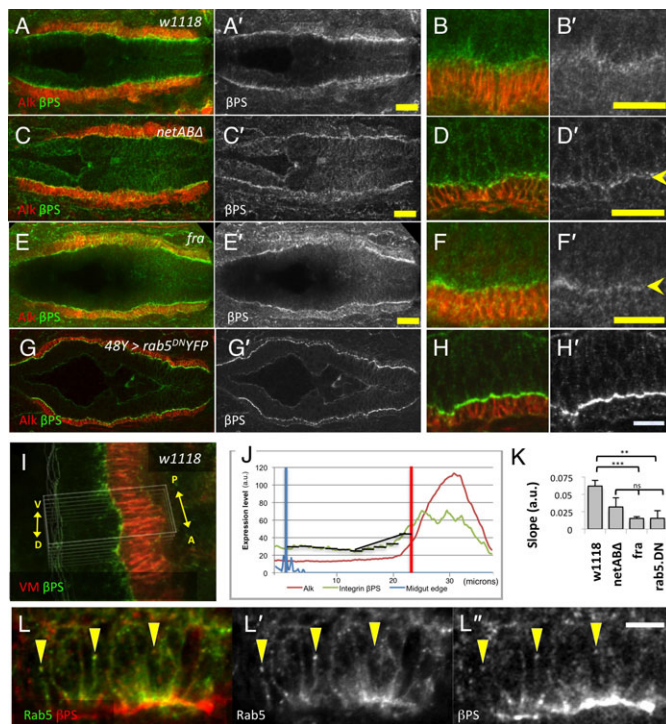 A w1118
Alk βPS
A′
βPS
B
B′
C netABΔ
Alk βPS
C′
βPS
D
D′
E fra
Alk βPS
E′
βPS
F
F′
G 48Y > rab5DNYFP
Alk βPS
G′
βPS
H
H′
I w1118
V
D
P
A
VM βPS
J
Expression level (a.u.)
120
100
80
60
40
20
0
0 10 20 30 (microns)
Alk Integrin βPS Midgut edge
K
Slope (a.u.)
0.075
0.05
0.025
0
**
***
ns
w1118
netABΔ
fra
rab5.DN
L
Rab5 βPS
L′
Rab5
L″
βPS